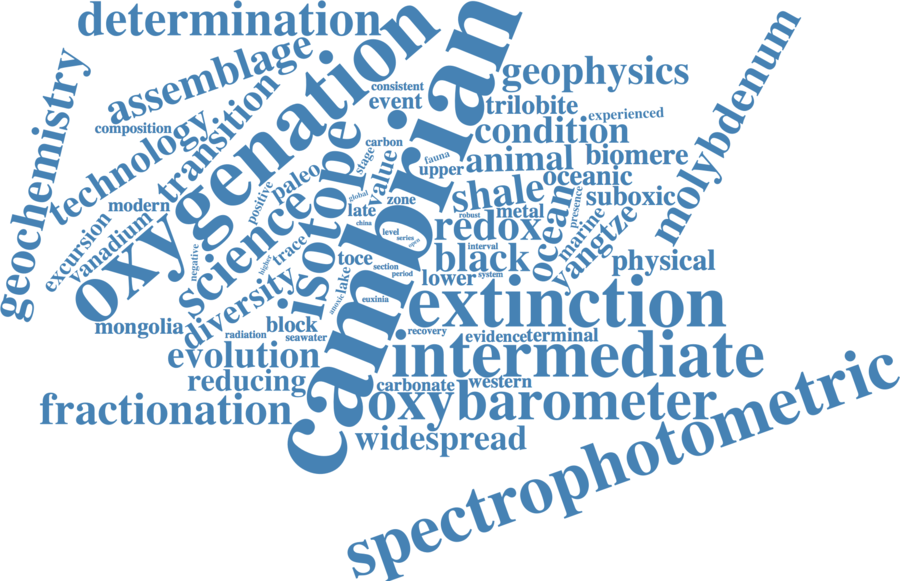 determination
oxygenation
cambrian
assemblage
consistent
event
geophysics
molybdenum
geochemistry
composition
technology
transition
trilobite
experienced
condition
carbon
stage
fauna
upper
animal
biomere
oceanic
isotope
value
paleo
positive
global
zone
shale
suboxic
modern
late
robust
metal
presence
excursion
vanadium
science
china
redox
ocean
marine
yangtze
level
series
open
trace
negative
higher
toce
interval
black
physical
section
period
lower
system
diversity
lake
anoxic
euxinia
extinction
mongolia
block
radiation
seawater
recovery
evidence
terminal
evolution
intermediate
reducing
carbonate
western
fractionation
oxybarometer
widespread
spectrophotometric